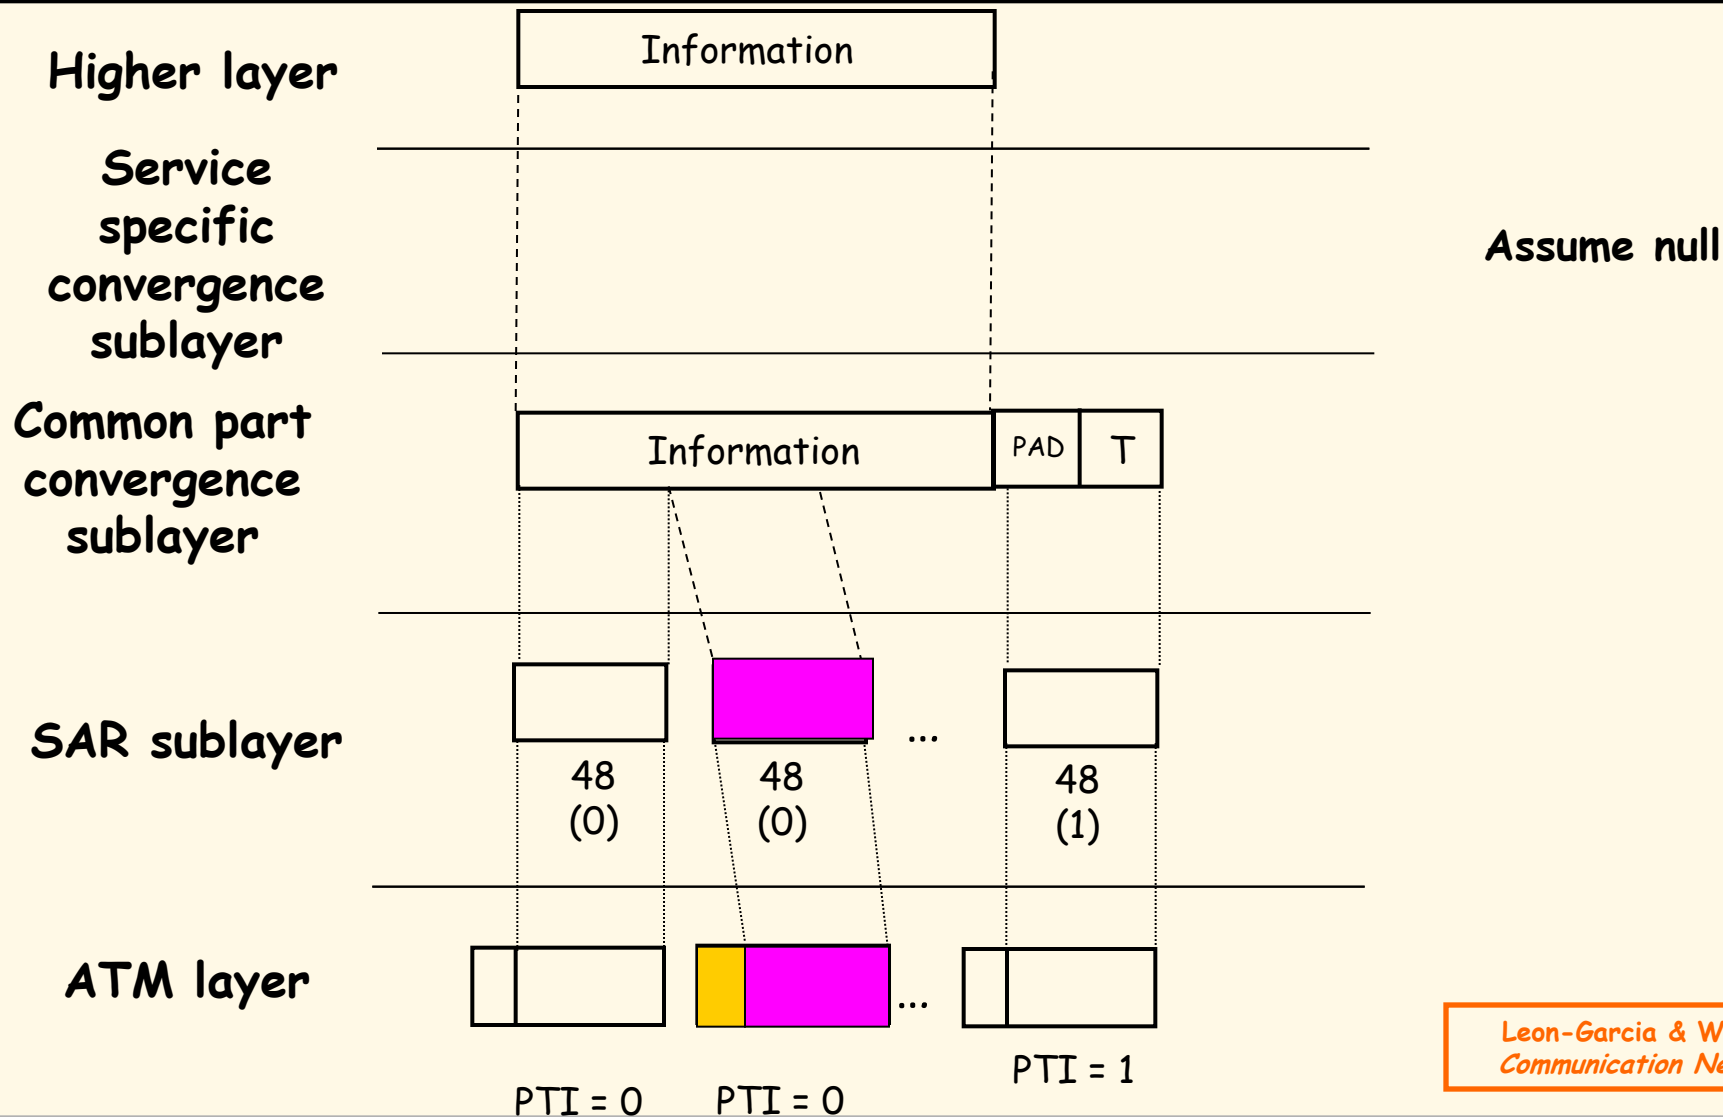 Higher layer
Information
Service
specific
convergence
sublayer
Assume null
Common part
convergence
sublayer
Information
PAD
T
SAR sublayer
...
48
(0)
48
(0)
48
(1)
ATM layer
...
PTI = 0
PTI = 0
PTI = 1
Leon-Garcia &
Communication